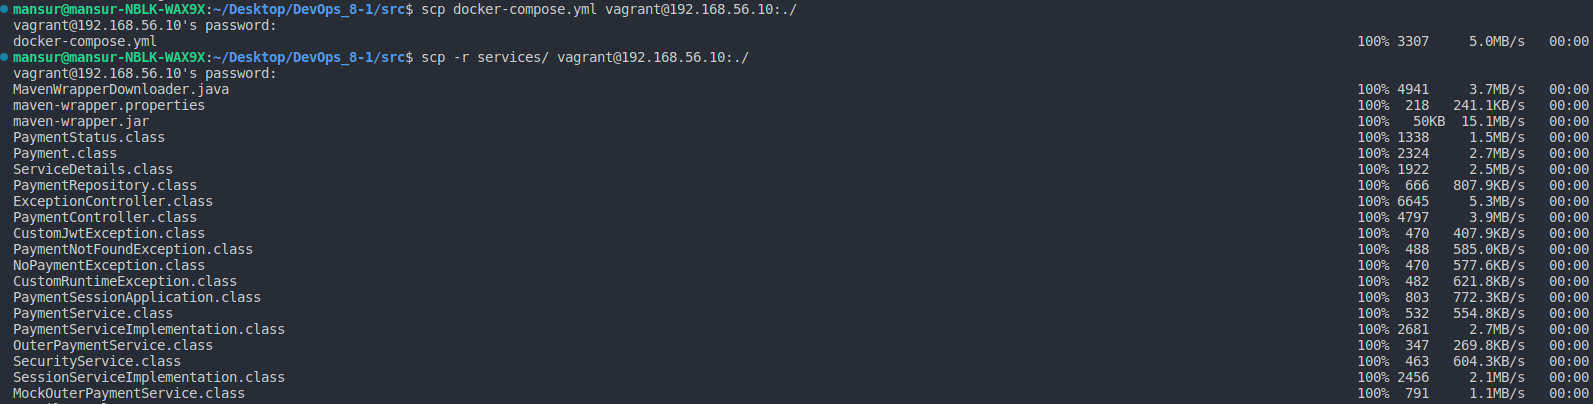 mansur@mansur-NBLK-WAX9X:~/Desktop/DevOps_8-1/src$ scp docker-compose.yml vagrant@192.168.56.10:./
vagrant@192.168.56.10's password:
docker-compose.yml 100% 3307 5.0MB/s 00:00
mansur@mansur-NBLK-WAX9X:~/Desktop/DevOps_8-1/src$ scp -r services/ vagrant@192.168.56.10:./
vagrant@192.168.56.10's password:
MavenWrapperDownloader.java 100% 4941 3.7MB/s 00:00
maven-wrapper.properties 100% 218 241.1KB/s 00:00
maven-wrapper.jar 100% 50KB 15.1MB/s 00:00
PaymentStatus.class 100% 1338 1.5MB/s 00:00
Payment.class 100% 2324 2.7MB/s 00:00
ServiceDetails.class 100% 1922 2.5MB/s 00:00
PaymentRepository.class 100% 666 807.9KB/s 00:00
ExceptionController.class 100% 6645 5.3MB/s 00:00
PaymentController.class 100% 4797 3.9MB/s 00:00
CustomJwtException.class 100% 470 407.9KB/s 00:00
PaymentNotFoundException.class 100% 488 585.0KB/s 00:00
NoPaymentException.class 100% 470 577.6KB/s 00:00
CustomRuntimeException.class 100% 482 621.8KB/s 00:00
PaymentSessionApplication.class 100% 803 772.3KB/s 00:00
PaymentService.class 100% 532 554.8KB/s 00:00
PaymentServiceImplementation.class 100% 2681 2.7MB/s 00:00
OuterPaymentService.class 100% 347 269.8KB/s 00:00
SecurityService.class 100% 463 604.3KB/s 00:00
SessionServiceImplementation.class 100% 2456 2.1MB/s 00:00
MockOuterPaymentService.class 100% 791 1.1MB/s 00:00